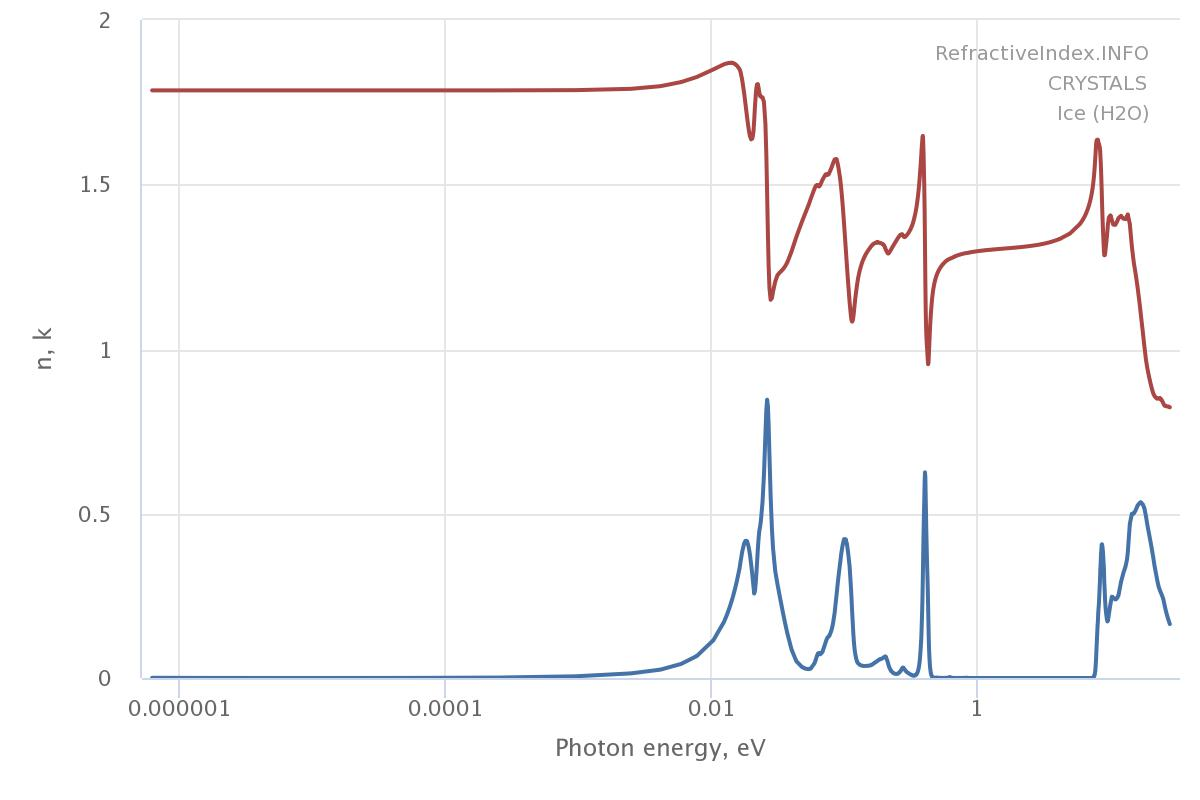 2
RefractiveIndex.INFO
CRYSTALS
Ice (H2O)
1.5
1
n, k
0.5
0
0.000001 0.0001 0.01 1
Photon energy, eV